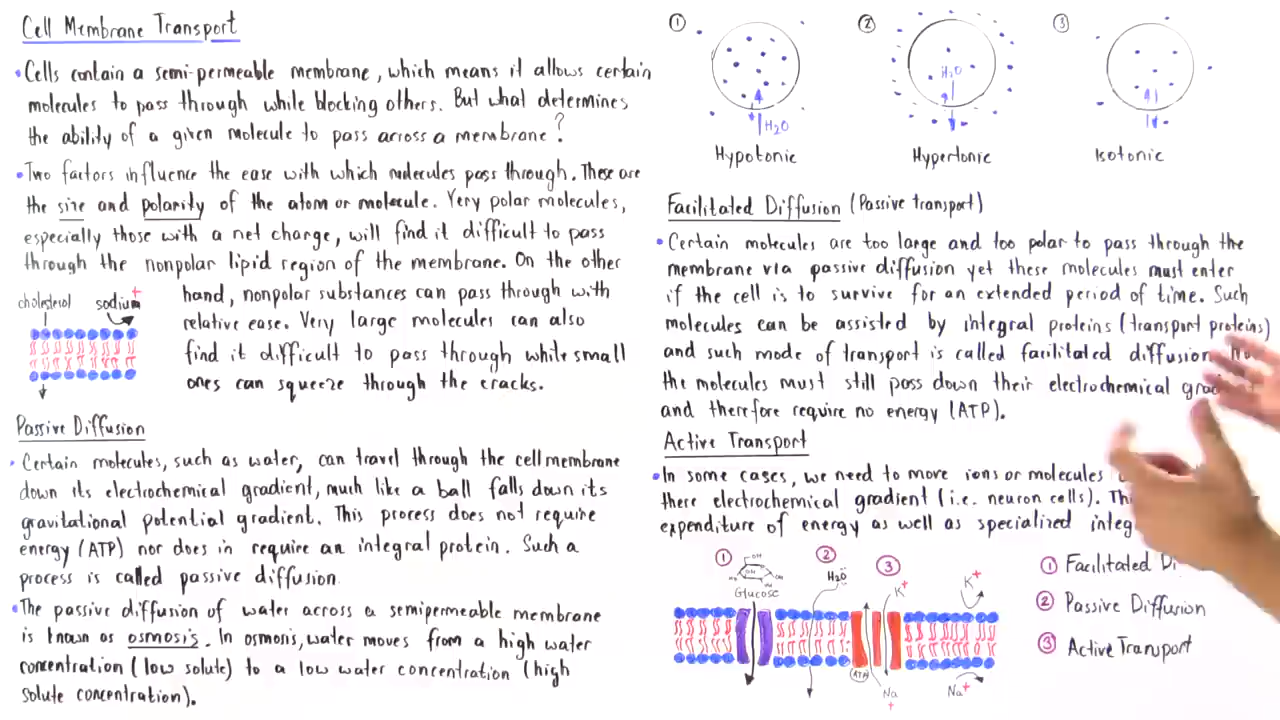 Cell Membrane Transport
• Cells contain a semi-permeable membrane, which means it allows certain
molecules to pass through while blocking others. But what determines
the ability of a given molecule to pass across a membrane?
• Two factors influence the ease with which molecules pass through. These are
the size and polarity of the atom or molecule. Very polar molecules,
especially those with a net charge, will find it difficult to pass
through the nonpolar lipid region of the membrane. On the other
hand, nonpolar substances can pass through with
relative ease. Very large molecules can also
find it difficult to pass through while small
ones can squeeze through the cracks.
cholesterol sodium +
Passive Diffusion
• Certain molecules, such as water, can travel through the cell membrane
down its electrochemical gradient, much like a ball falls down its
gravitational potential gradient. This process does not require
energy (ATP) nor does in require an integral protein. Such a
process is called passive diffusion.
• The passive diffusion of water across a semipermeable membrane
is known as osmosis. In osmosis, water moves from a high water
concentration (low solute) to a low water concentration (high
solute concentration).
① ② ③
H2O
H2O
Hypotonic Hypertonic Isotonic
Facilitated Diffusion (Passive transport)
• Certain molecules are too large and too polar to pass through the
membrane via passive diffusion yet these molecules must enter
if the cell is to survive for an extended period of time. Such
molecules can be assisted by integral proteins (transport proteins)
and such mode of transport is called facilitated diffusion.
the molecules must still pass down their electrochemical
and therefore require no energy (ATP).
Active Transport
• In some cases, we need to more ions or molecules
there electrochemical gradient (i.e. neuron cells).
expenditure of energy as well as specialized
① ② ③
OH
OH
HO
OH
OH
Glucose
H2O
K+
ATP
Na+
K+
Na+
① Facilitated
② Passive Diffusion
③ Active Transport